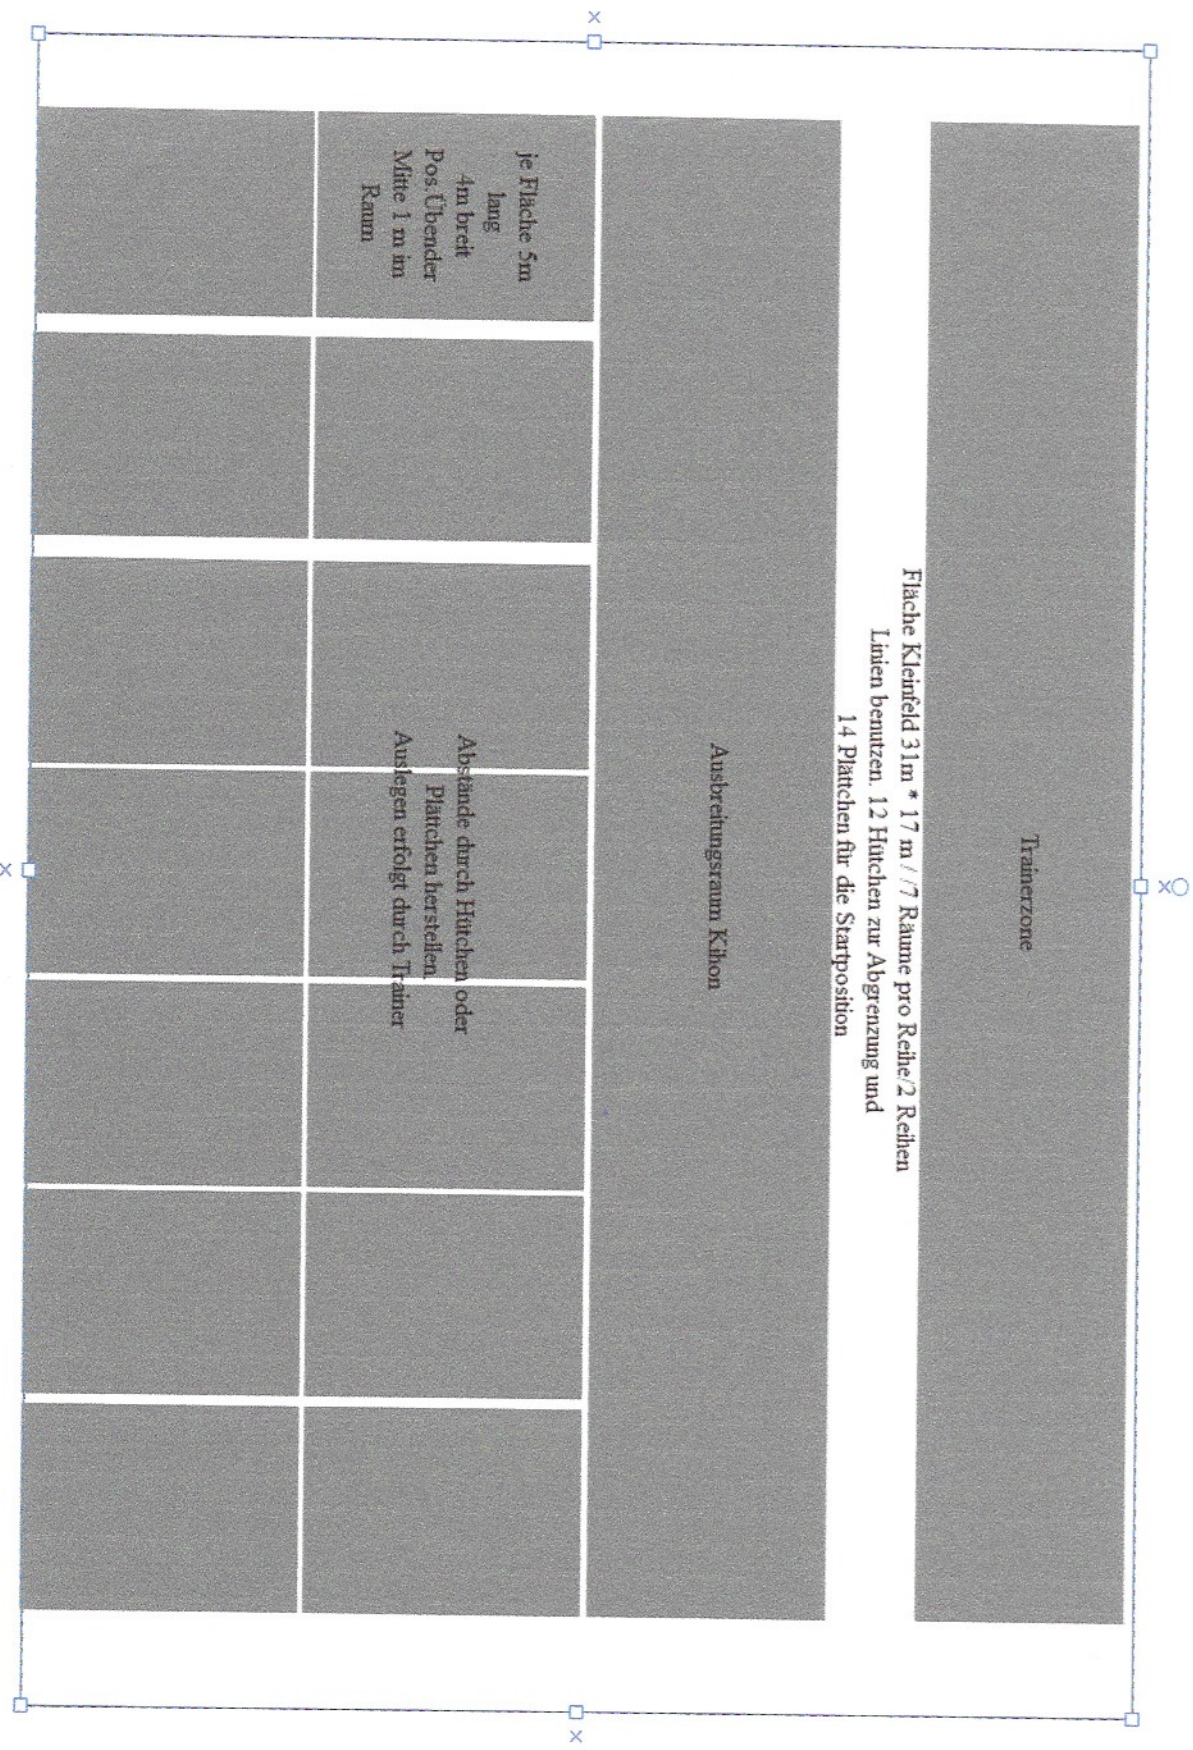 Trainerzone
Fläche Kleinfeld 31m * 17 m / /7 Räume pro Reihe/2 Reihen
Linien benutzen. 12 Hütchen zur Abgrenzung und
14 Plättchen für die Startposition
Ausbreitungsraum Kihon
je Fläche 5m
lang
4m breit
Pos.Übender
Mitte 1 m im
Raum
Abstände durch Hütchen oder
Plättchen herstellen.
Auslegen erfolgt durch Trainer